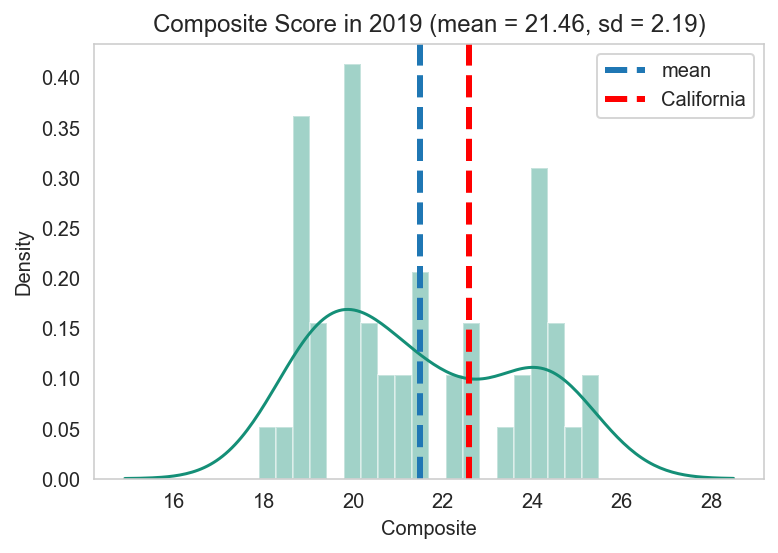 Composite Score in 2019 (mean = 21.46, sd = 2.19)
mean
California
0.40
0.35
0.30
0.25
0.20
0.15
0.10
0.05
0.00
Density
16 18 20 22 24 26 28
Composite